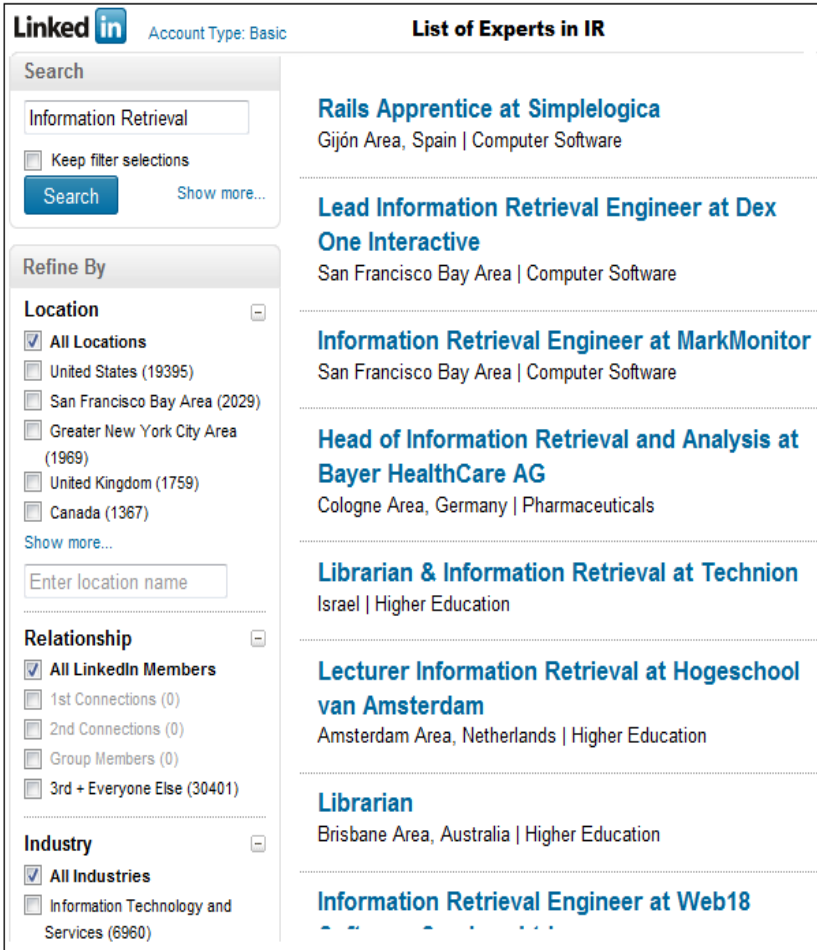 Linked in
Account Type: Basic
List of Experts in IR
Search
Information Retrieval
Keep filter selections
Search
Show more...
Refine By
Location
All Locations
United States (19395)
San Francisco Bay Area (2029)
Greater New York City Area
(1969)
United Kingdom (1759)
Canada (1367)
Show more...
Enter location name
Relationship
All LinkedIn Members
1st Connections (0)
2nd Connections (0)
Group Members (0)
3rd + Everyone Else (30401)
Industry
All Industries
Information Technology and
Services (6960)
Rails Apprentice at Simplelogica
Gijón Area, Spain | Computer Software
Lead Information Retrieval Engineer at Dex
One Interactive
San Francisco Bay Area | Computer Software
Information Retrieval Engineer at MarkMonitor
San Francisco Bay Area | Computer Software
Head of Information Retrieval and Analysis at
Bayer HealthCare AG
Cologne Area, Germany | Pharmaceuticals
Librarian & Information Retrieval at Technion
Israel | Higher Education
Lecturer Information Retrieval at Hogeschool
van Amsterdam
Amsterdam Area, Netherlands | Higher Education
Librarian
Brisbane Area, Australia | Higher Education
Information Retrieval Engineer at Web18